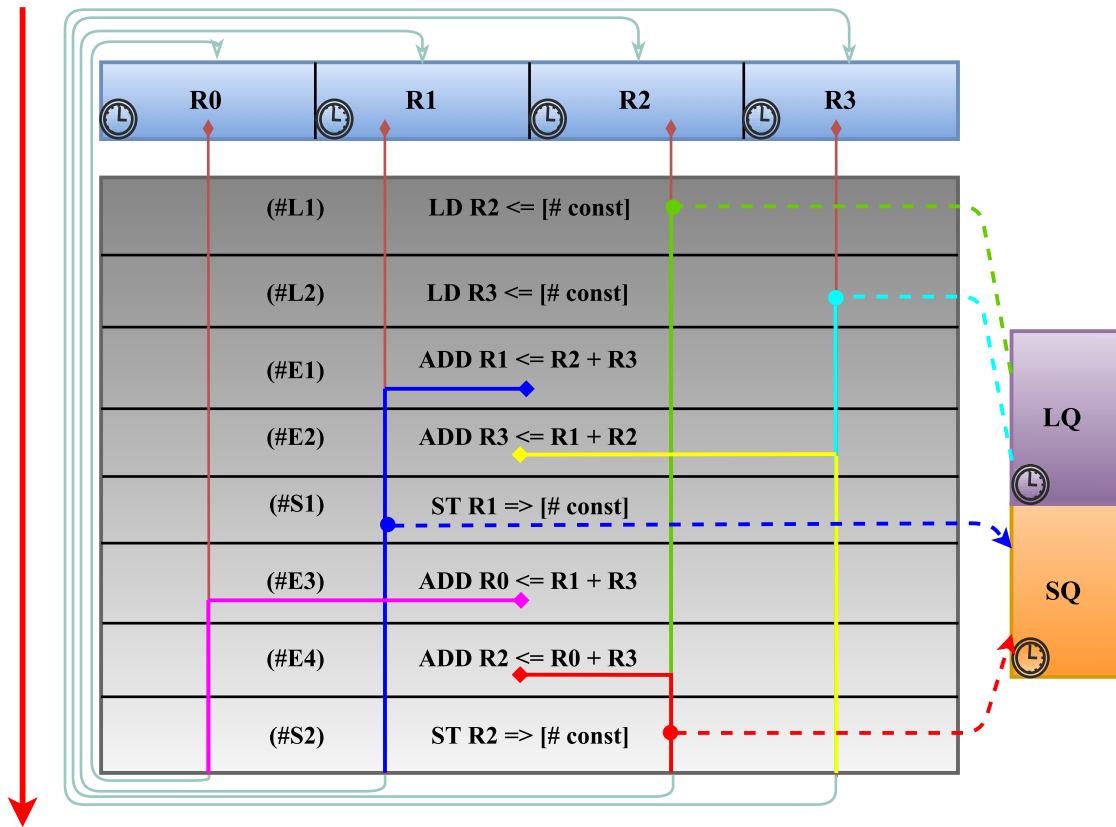 R0 R1 R2 R3
(#L1) LD R2 <= [# const]
(#L2) LD R3 <= [# const]
(#E1) ADD R1 <= R2 + R3
(#E2) ADD R3 <= R1 + R2
LQ
(#S1) ST R1 => [# const]
(#E3) ADD R0 <= R1 + R3
SQ
(#E4) ADD R2 <= R0 + R3
(#S2) ST R2 => [# const]